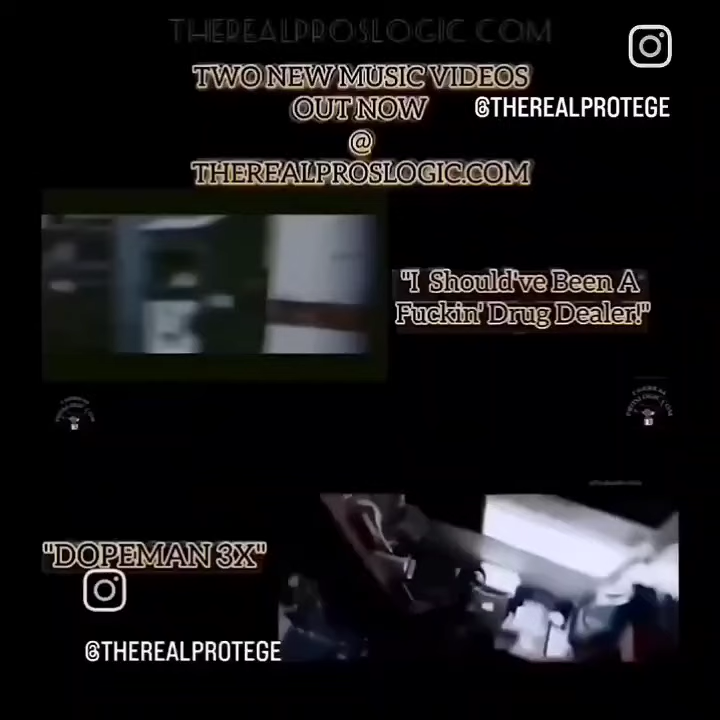 THEREALPROSLOGIC.COM
TWO NEW MUSIC VIDEOS
OUT NOW
@THEREALPROTEGE
@
THEREALPROSLOGIC.COM
"I Should've Been A
Fuckin' Drug Dealer!"
"DOPEMAN 3X"
@THEREALPROTEGE